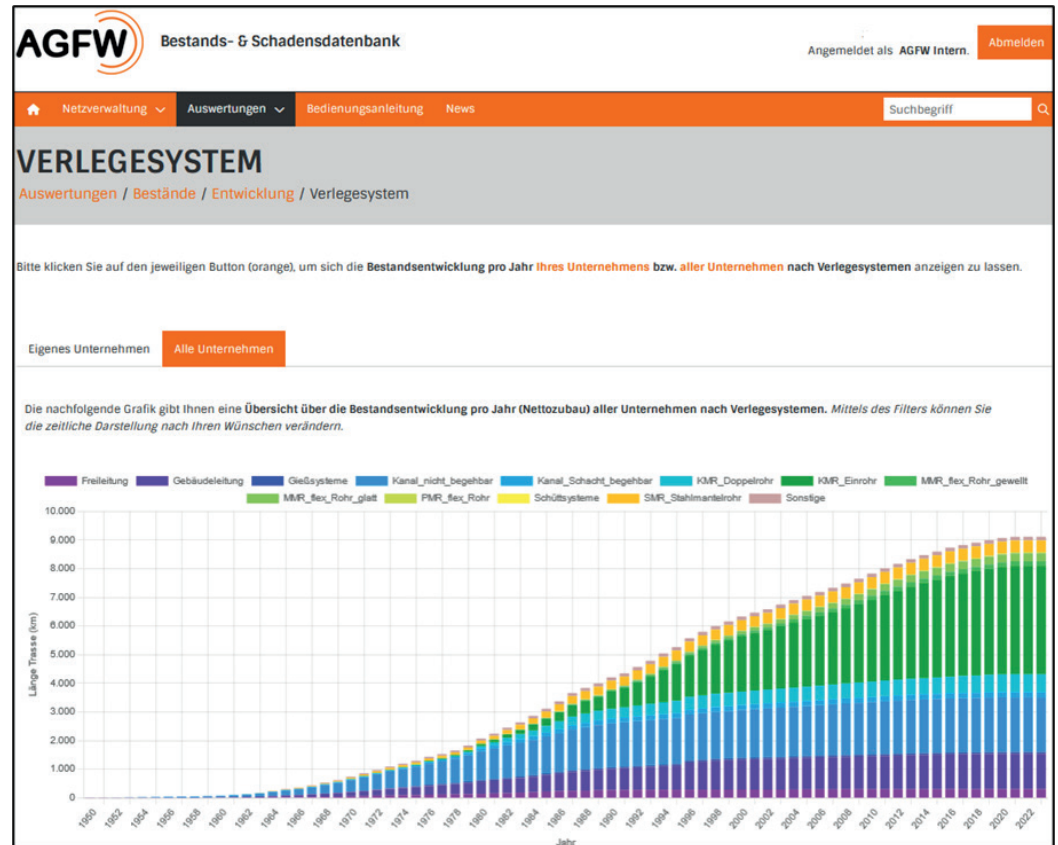 AGFW
Bestands- & Schadensdatenbank
Angemeldet als AGFW Intern.
Abmelden
Netzverwaltung
Auswertungen
Bedienungsanleitung
News
Suchbegriff
VERLEGESYSTEM
Auswertungen / Bestände / Entwicklung / Verlegesystem
Bitte klicken Sie auf den jeweiligen Button (orange), um sich die Bestandsentwicklung pro Jahr Ihres Unternehmens bzw. aller Unternehmen nach Verlegesystemen anzeigen zu lassen.
Eigenes Unternehmen
Alle Unternehmen
Die nachfolgende Grafik gibt Ihnen eine Übersicht über die Bestandsentwicklung pro Jahr (Nettozubau) aller Unternehmen nach Verlegesystemen. Mittels des Filters können Sie
die zeitliche Darstellung nach Ihren Wünschen verändern.
Freileitung Gebäudeleitung Gießsysteme Kanal_nicht_begehbar Kanal_Schacht_begehbar KMR_Doppelrohr KMR_Einrohr MMR_flex_Rohr_gewellt
MMR_flex_Rohr_glatt PMR_flex_Rohr Schüttsysteme SMR_Stahlmantelrohr Sonstige
Länge Trasse (km)
10.000
9.000
8.000
7.000
6.000
5.000
4.000
3.000
2.000
1.000
0
1950 1952 1954 1956 1958 1960 1962 1964 1966 1968 1970 1972 1974 1976 1978 1980 1982 1984 1986 1988 1990 1992 1994 1996 1998 2000 2002 2004 2006 2008 2010 2012 2014 2016 2018 2020 2022
Jahr